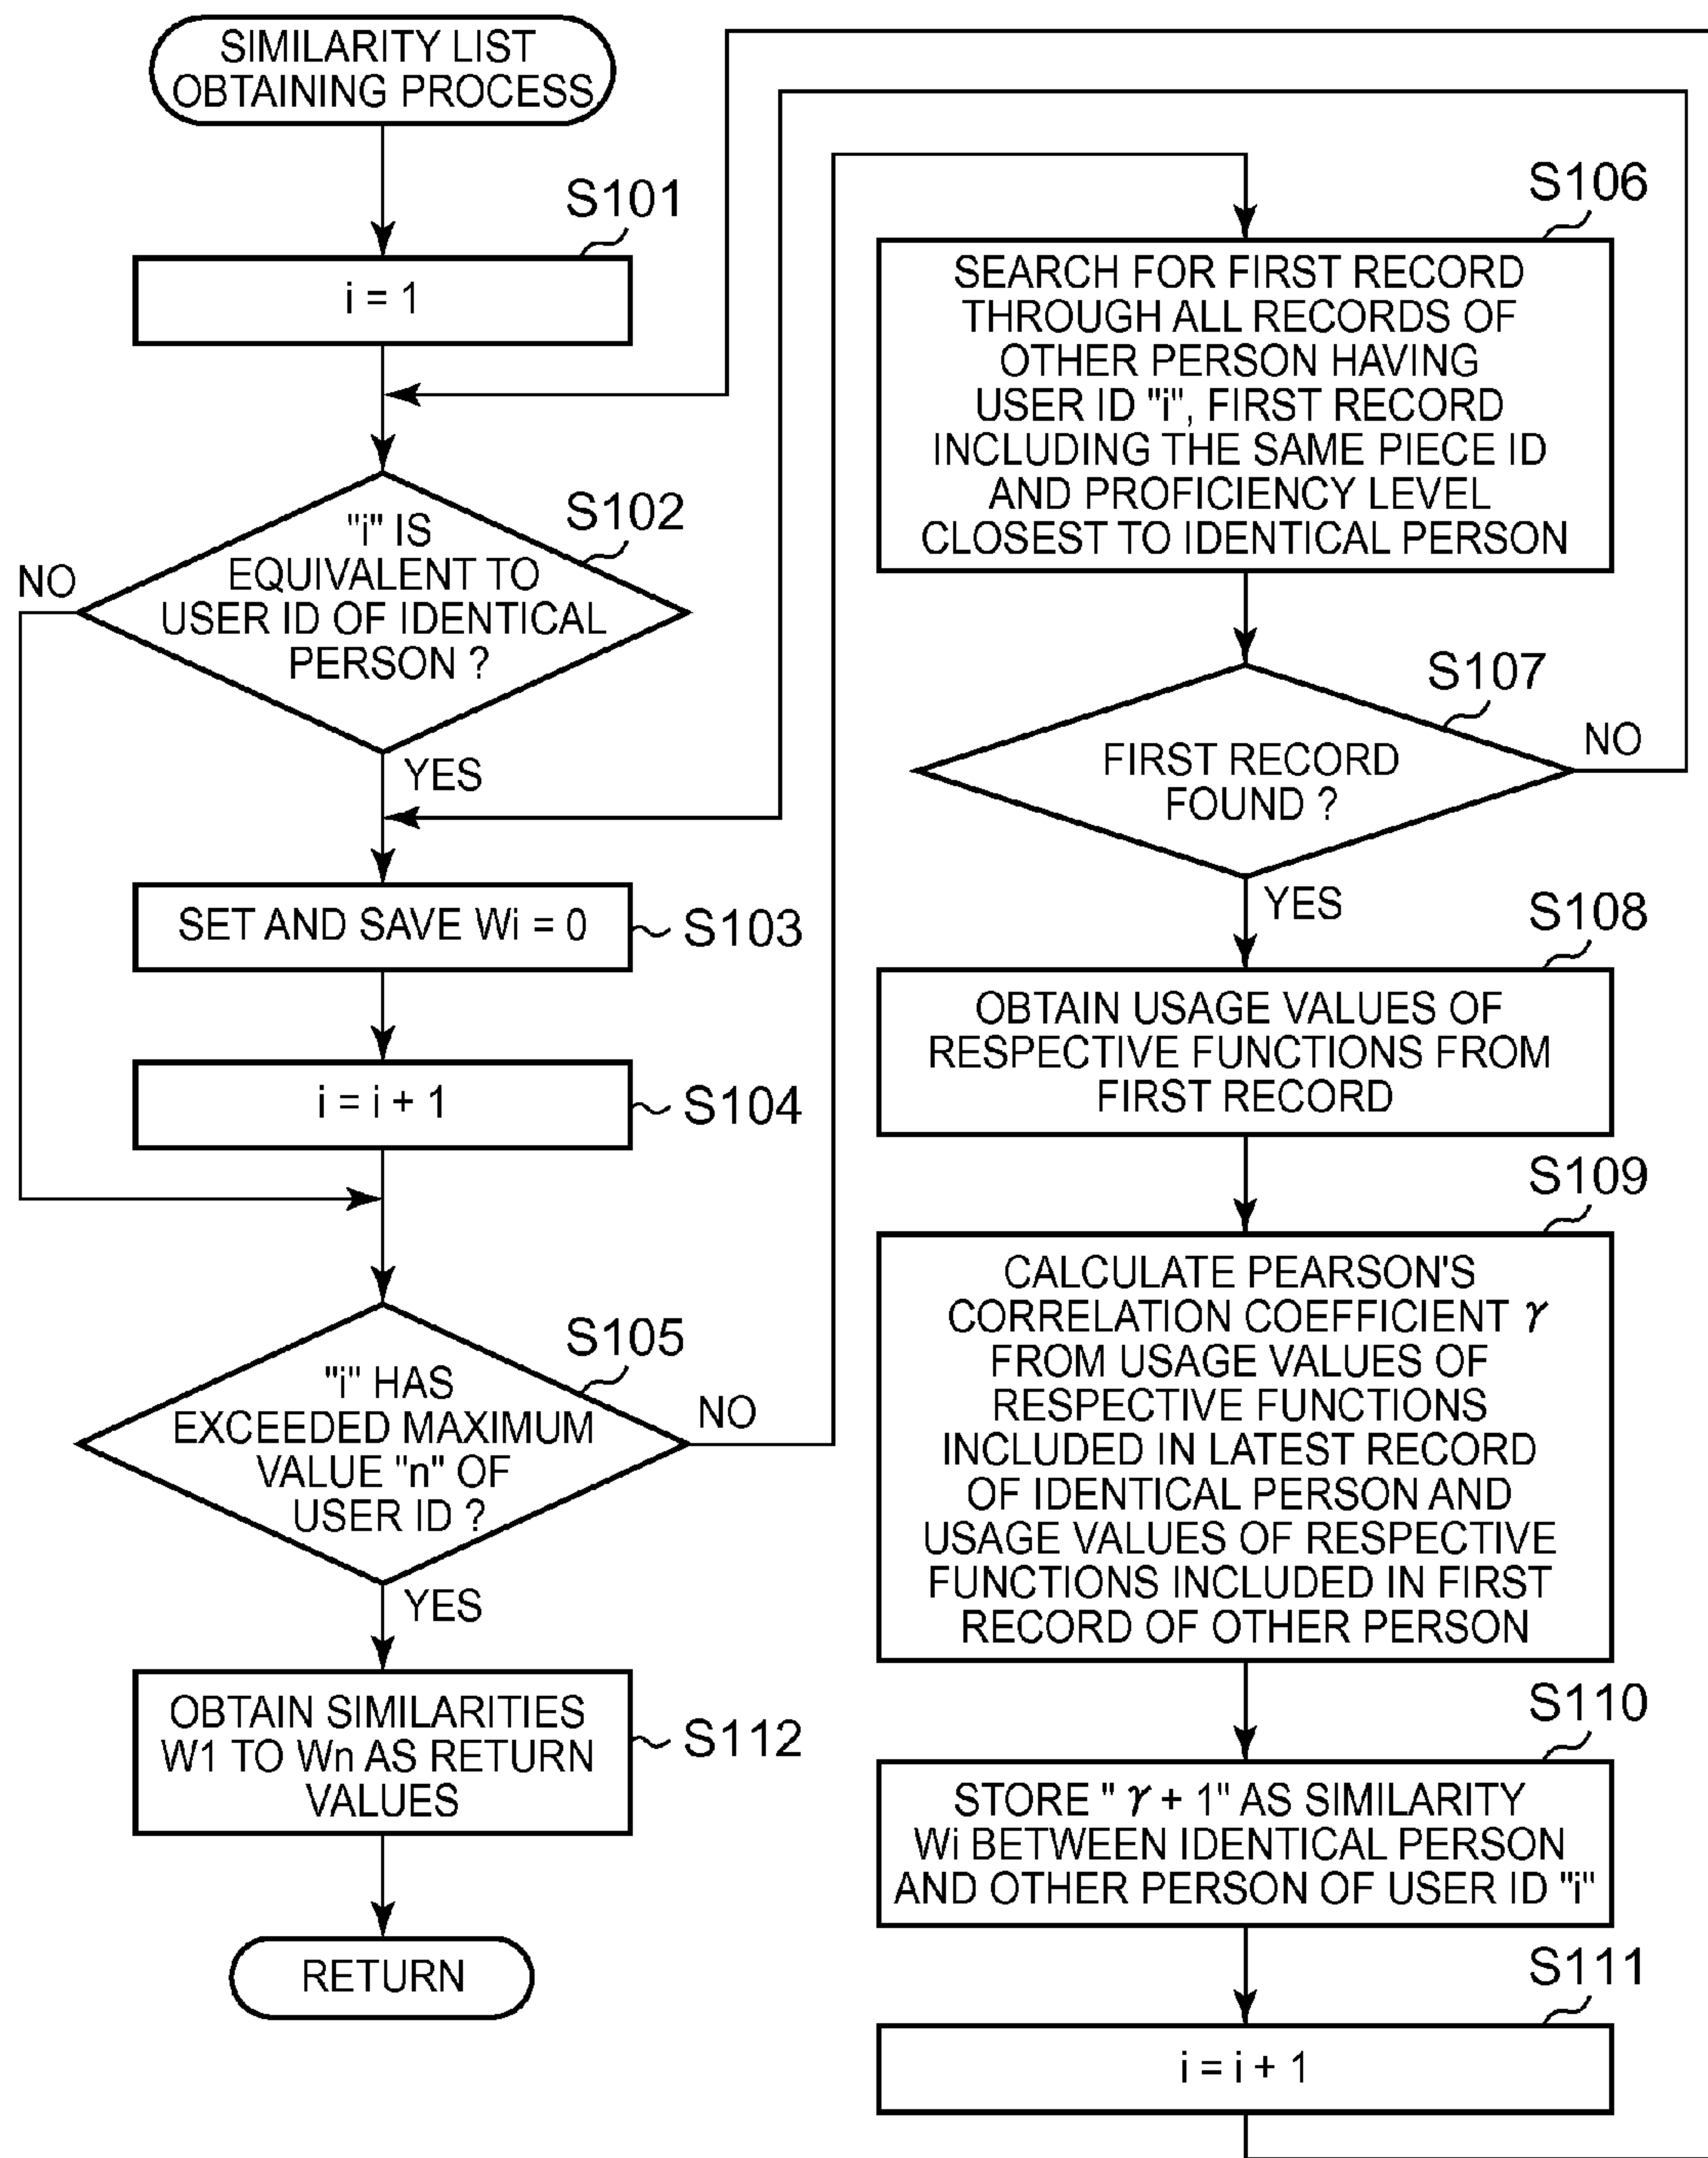 SIMILARITY LIST
OBTAINING PROCESS
S101
i = 1
S102
"i" IS
EQUIVALENT TO
USER ID OF IDENTICAL
PERSON ?
NO
YES
SET AND SAVE Wi = 0
S103
i = i + 1
S104
S105
"i" HAS
EXCEEDED MAXIMUM
VALUE "n" OF
USER ID ?
NO
YES
OBTAIN SIMILARITIES
W1 TO Wn AS RETURN
VALUES
S112
RETURN
S106
SEARCH FOR FIRST RECORD
THROUGH ALL RECORDS OF
OTHER PERSON HAVING
USER ID "i", FIRST RECORD
INCLUDING THE SAME PIECE ID
AND PROFICIENCY LEVEL
CLOSEST TO IDENTICAL PERSON
S107
FIRST RECORD
FOUND ?
NO
YES
S108
OBTAIN USAGE VALUES OF
RESPECTIVE FUNCTIONS FROM
FIRST RECORD
S109
CALCULATE PEARSON'S
CORRELATION COEFFICIENT γ
FROM USAGE VALUES OF
RESPECTIVE FUNCTIONS
INCLUDED IN LATEST RECORD
OF IDENTICAL PERSON AND
USAGE VALUES OF RESPECTIVE
FUNCTIONS INCLUDED IN FIRST
RECORD OF OTHER PERSON
S110
STORE " γ + 1" AS SIMILARITY
Wi BETWEEN IDENTICAL PERSON
AND OTHER PERSON OF USER ID "i"
S111
i = i + 1